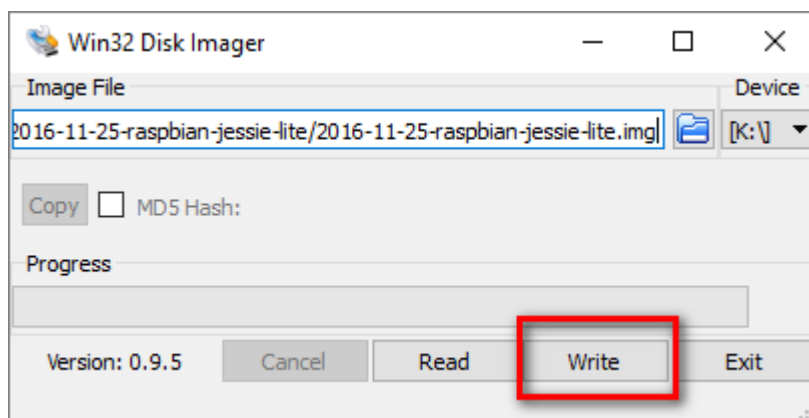 Win32 Disk Imager
Image File Device
2016-11-25-raspbian-jessie-lite/2016-11-25-raspbian-jessie-lite.img [K:\]
Copy MD5 Hash:
Progress
Version: 0.9.5 Cancel Read Write Exit